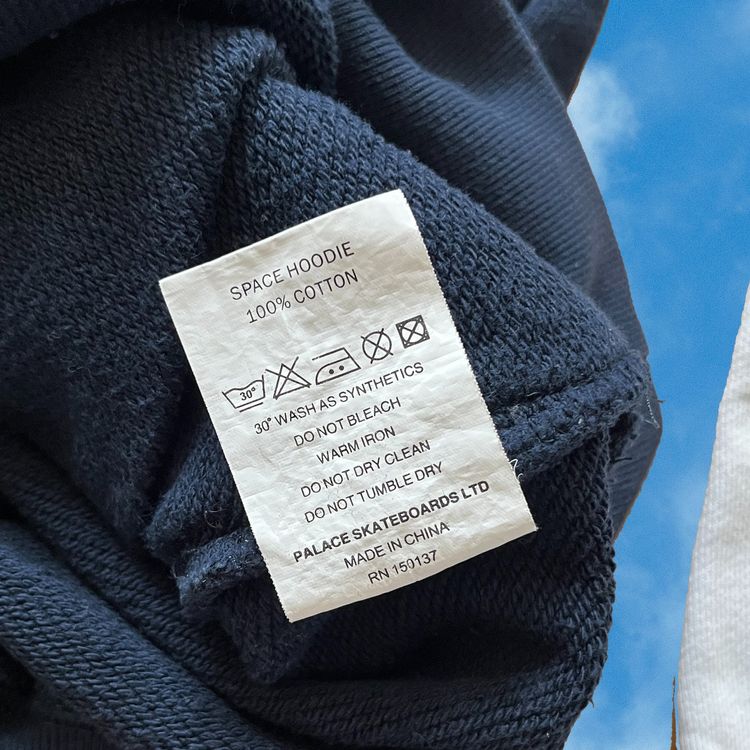 SPACE HOODIE
100% COTTON
30°
30° WASH AS SYNTHETICS
DO NOT BLEACH
WARM IRON
DO NOT DRY CLEAN
DO NOT TUMBLE DRY
PALACE SKATEBOARDS LTD
MADE IN CHINA
RN 150137